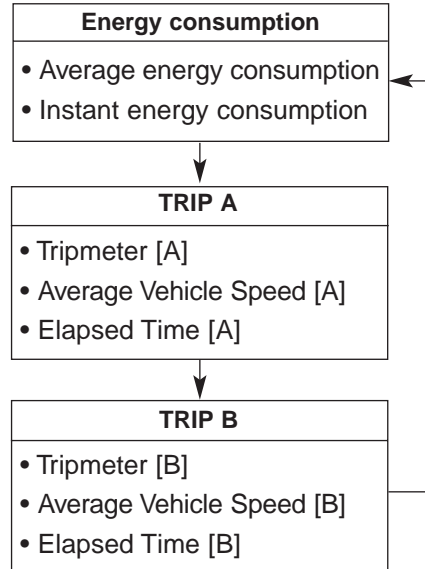 Energy consumption
• Average energy consumption
• Instant energy consumption
TRIP A
• Tripmeter [A]
• Average Vehicle Speed [A]
• Elapsed Time [A]
TRIP B
• Tripmeter [B]
• Average Vehicle Speed [B]
• Elapsed Time [B]